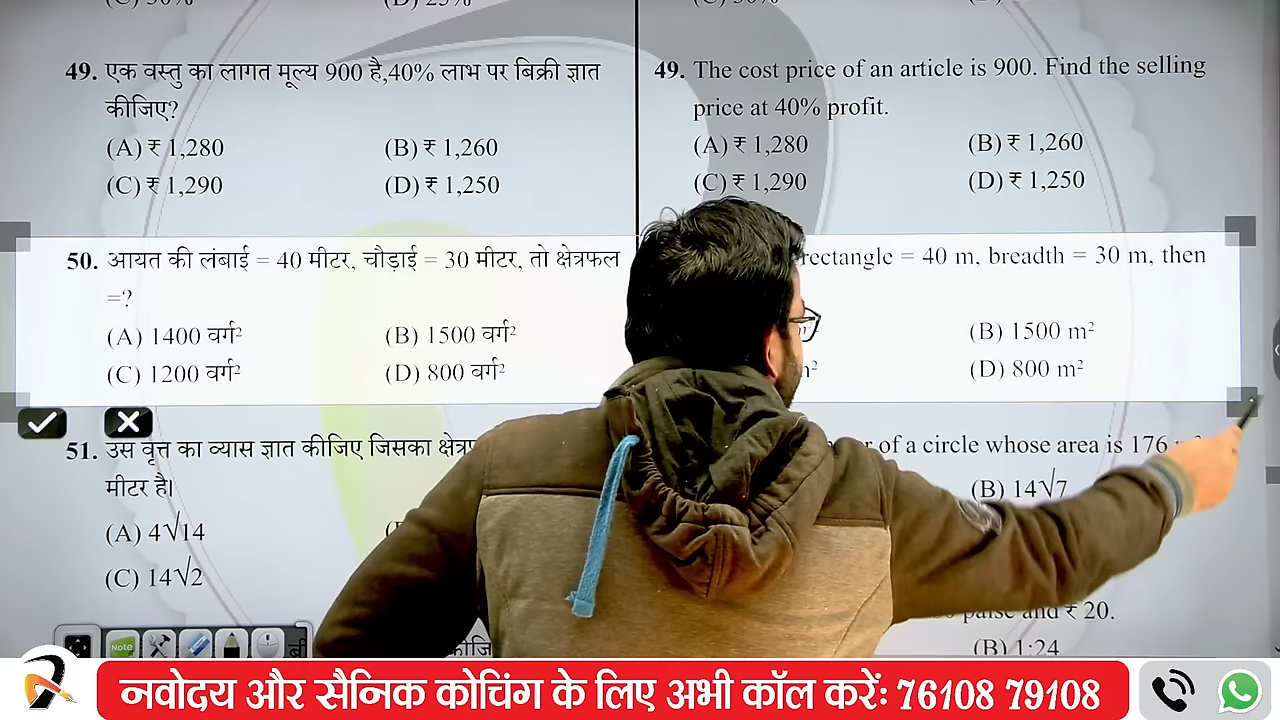 49. एक वस्तु का लागत मूल्य 900 है,40% लाभ पर बिक्री ज्ञात
कीजिए?
(A) ₹ 1,280 (B) ₹ 1,260
(C) ₹ 1,290 (D) ₹ 1,250
50. आयत की लंबाई = 40 मीटर, चौड़ाई = 30 मीटर, तो क्षेत्रफल
=?
(A) 1400 वर्ग² (B) 1500 वर्ग²
(C) 1200 वर्ग² (D) 800 वर्ग²
51. उस वृत्त का व्यास ज्ञात कीजिए जिसका
मीटर है।
(A) 4√14
(C) 14√2
49. The cost price of an article is 900. Find the selling
price at 40% profit.
(A) ₹ 1,280 (B) ₹ 1,260
(C) ₹ 1,290 (D) ₹ 1,250
rectangle = 40 m, breadth = 30 m, then
(B) 1500 m²
(D) 800 m²
of a circle whose area is 176
(B) 14√7
paise and ₹ 20.
(B) 1:24
Note
नवोदय और सैनिक कोचिंग के लिए अभी कॉल करें: 76108 79108